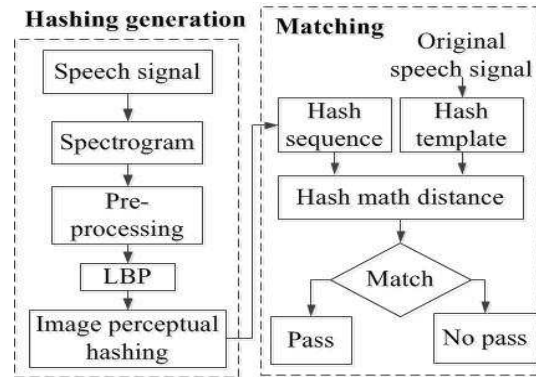 Hashing generation
Speech signal
Spectrogram
Pre-
processing
LBP
Image perceptual
hashing
Matching
Original
speech signal
Hash
sequence
Hash
template
Hash math distance
Match
Pass
No pass